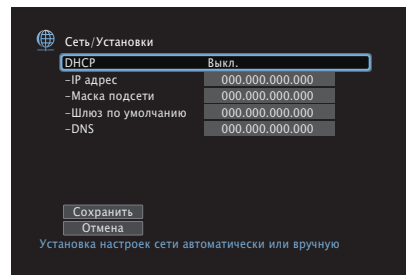 Сеть/Установки
DHCP Выкл.
–IP адрес 000.000.000.000
–Маска подсети 000.000.000.000
–Шлюз по умолчанию 000.000.000.000
–DNS 000.000.000.000
Сохранить
Отмена
Установка настроек сети автоматически или вручную